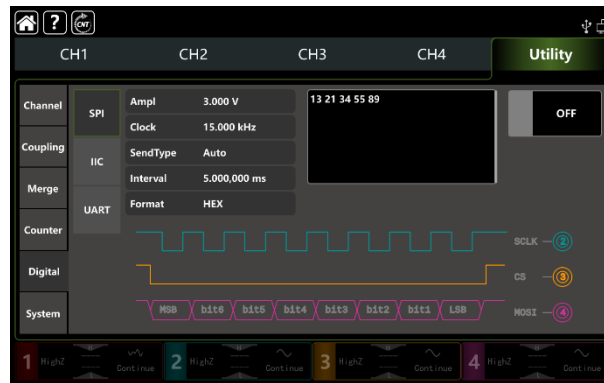 ? CNT
CH1 CH2 CH3 CH4 Utility
Channel
Coupling
Merge
Counter
Digital
System
SPI
IIC
UART
Ampl 3.000 V
Clock 15.000 kHz
SendType Auto
Interval 5.000,000 ms
Format HEX
13 21 34 55 89
OFF
SCLK 2
CS 3
MSB bit6 bit5 bit4 bit3 bit2 bit1 LSB MOSI 4
1 HighZ Continue 2 HighZ Continue 3 HighZ Continue 4 HighZ Continue